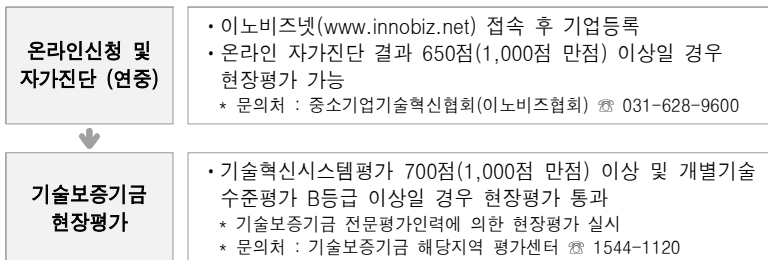 온라인신청 및
자가진단 (연중)
• 이노비즈넷(www.innobiz.net) 접속 후 기업등록
• 온라인 자가진단 결과 650점(1,000점 만점) 이상일 경우
현장평가 가능
* 문의처 : 중소기업기술혁신협회(이노비즈협회) ☏ 031-628-9600
기술보증기금
현장평가
• 기술혁신시스템평가 700점(1,000점 만점) 이상 및 개별기술
수준평가 B등급 이상일 경우 현장평가 통과
* 기술보증기금 전문평가인력에 의한 현장평가 실시
* 문의처 : 기술보증기금 해당지역 평가센터 ☏ 1544-1120